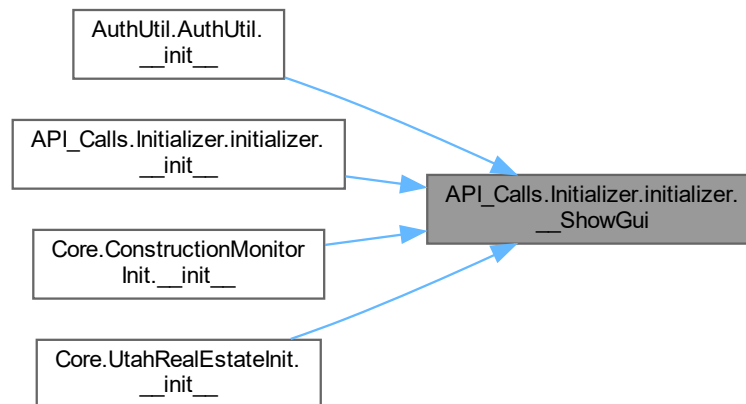 AuthUtil.AuthUtil.
__init__
API_Calls.Initializer.initializer.
__init__
API_Calls.Initializer.initializer.
__ShowGui
Core.ConstructionMonitor
Init.__init__
Core.UtahRealEstateInit.
__init__